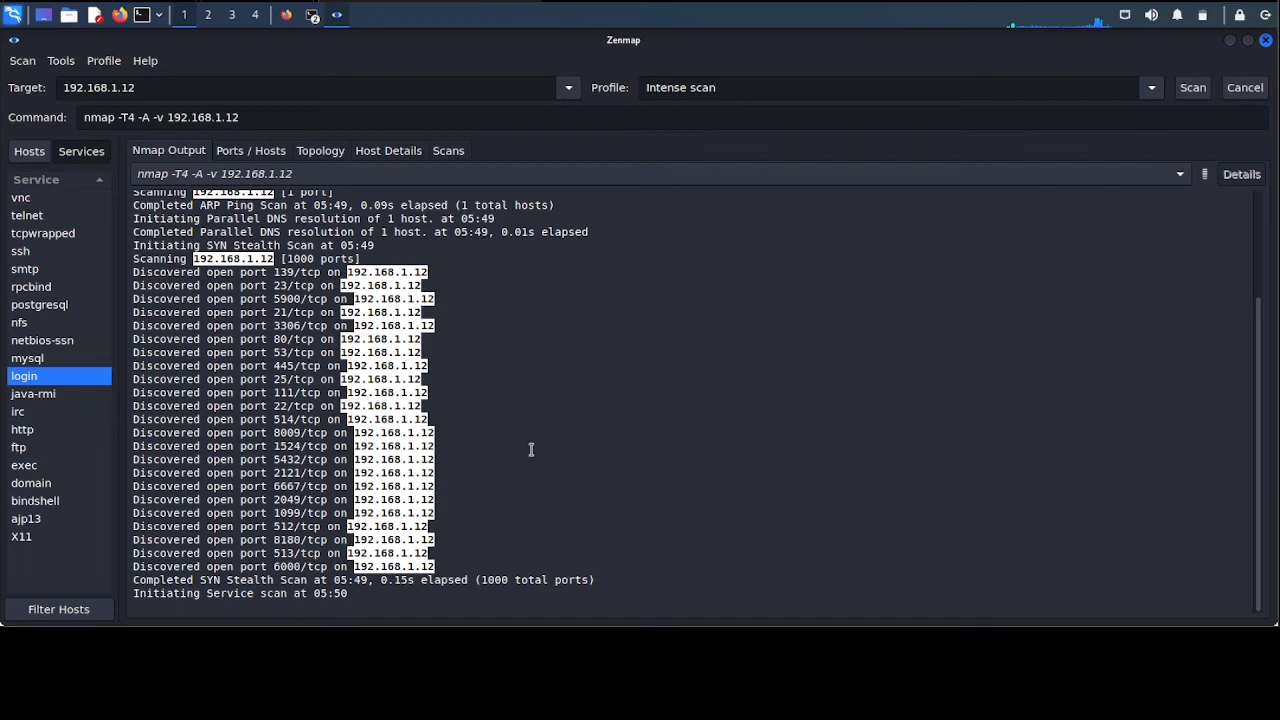 1 2 3 4 2
Zenmap
Scan Tools Profile Help
Target: 192.168.1.12 Profile: Intense scan Scan Cancel
Command: nmap -T4 -A -v 192.168.1.12
Hosts Services
Service
vnc
telnet
tcpwrapped
ssh
smtp
rpcbind
postgresql
nfs
netbios-ssn
mysql
login
java-rmi
irc
http
ftp
exec
domain
bindshell
ajp13
X11
Filter Hosts
Nmap Output Ports / Hosts Topology Host Details Scans
nmap -T4 -A -v 192.168.1.12 Details
Scanning 192.168.1.12 [1 port]
Completed ARP Ping Scan at 05:49, 0.09s elapsed (1 total hosts)
Initiating Parallel DNS resolution of 1 host. at 05:49
Completed Parallel DNS resolution of 1 host. at 05:49, 0.01s elapsed
Initiating SYN Stealth Scan at 05:49
Scanning 192.168.1.12 [1000 ports]
Discovered open port 139/tcp on 192.168.1.12
Discovered open port 23/tcp on 192.168.1.12
Discovered open port 5900/tcp on 192.168.1.12
Discovered open port 21/tcp on 192.168.1.12
Discovered open port 3306/tcp on 192.168.1.12
Discovered open port 80/tcp on 192.168.1.12
Discovered open port 53/tcp on 192.168.1.12
Discovered open port 445/tcp on 192.168.1.12
Discovered open port 25/tcp on 192.168.1.12
Discovered open port 111/tcp on 192.168.1.12
Discovered open port 22/tcp on 192.168.1.12
Discovered open port 514/tcp on 192.168.1.12
Discovered open port 8009/tcp on 192.168.1.12
Discovered open port 1524/tcp on 192.168.1.12
Discovered open port 5432/tcp on 192.168.1.12
Discovered open port 2121/tcp on 192.168.1.12
Discovered open port 6667/tcp on 192.168.1.12
Discovered open port 2049/tcp on 192.168.1.12
Discovered open port 1099/tcp on 192.168.1.12
Discovered open port 512/tcp on 192.168.1.12
Discovered open port 8180/tcp on 192.168.1.12
Discovered open port 513/tcp on 192.168.1.12
Discovered open port 6000/tcp on 192.168.1.12
Completed SYN Stealth Scan at 05:49, 0.15s elapsed (1000 total ports)
Initiating Service scan at 05:50